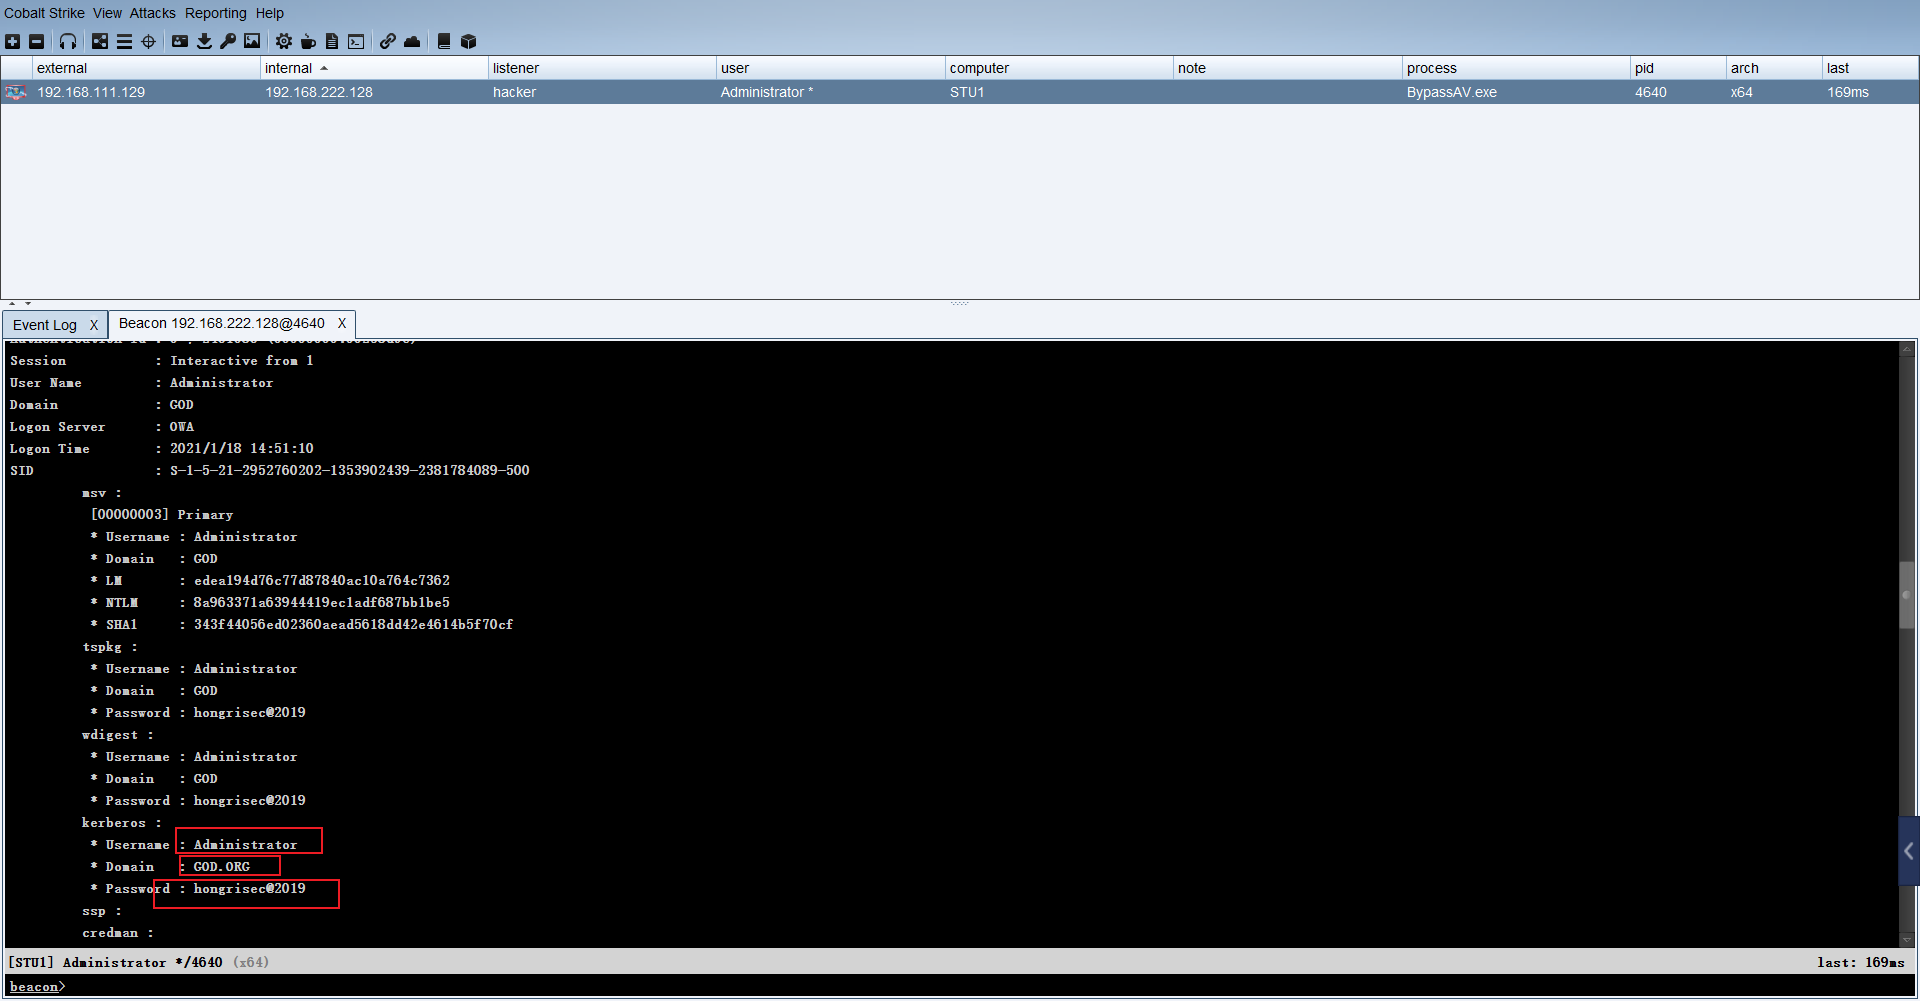 Cobalt Strike View Attacks Reporting Help
external internal listener user computer note process pid arch last
192.168.111.129 192.168.222.128 hacker Administrator * STU1 BypassAV.exe 4640 x64 169ms
Event Log X Beacon 192.168.222.128@4640 X
Session : Interactive from 1
User Name : Administrator
Domain : GOD
Logon Server : OWA
Logon Time : 2021/1/18 14:51:10
SID : S-1-5-21-2952760202-1353902439-2381784089-500
msv :
[00000003] Primary
* Username : Administrator
* Domain : GOD
* LM : edea194d76c77d87840ac10a764c7362
* NTLM : 8a963371a63944419ec1adf687bb1be5
* SHA1 : 343f44056ed02360aead5618dd42e4614b5f70cf
tspkg :
* Username : Administrator
* Domain : GOD
* Password : hongrisec@2019
wdigest :
* Username : Administrator
* Domain : GOD
* Password : hongrisec@2019
kerberos :
* Username : Administrator
* Domain : GOD.ORG
* Password : hongrisec@2019
ssp :
credman :
[STU1] Administrator */4640 (x64) last: 169ms
beacon>